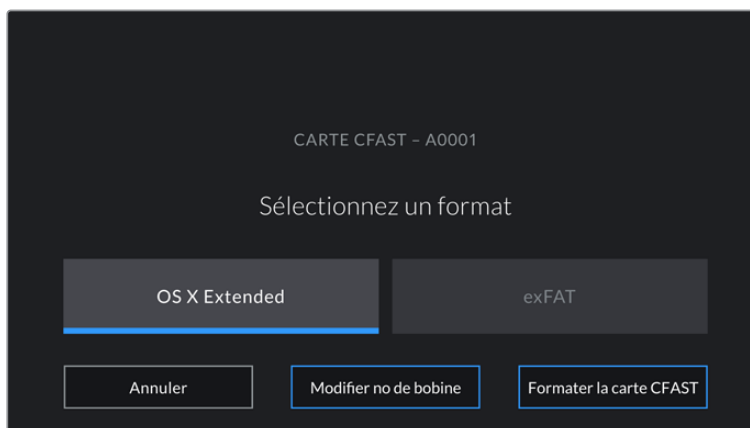 CARTE CFAST – A0001
Sélectionnez un format
OS X Extended
exFAT
Annuler
Modifier no de bobine
Formater la carte CFAST